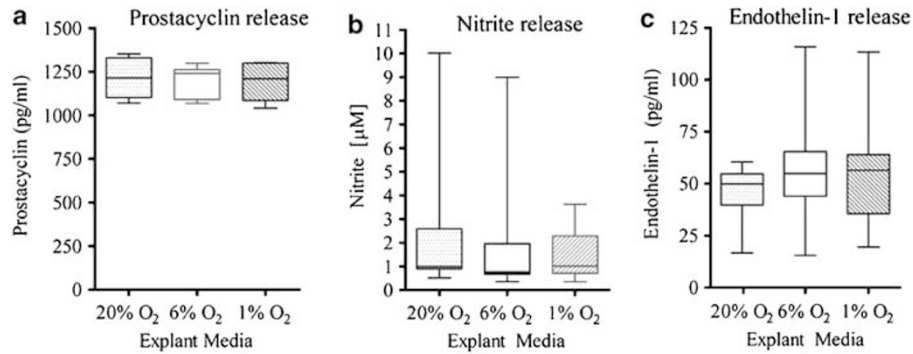 a Prostacyclin release
Prostacyclin (pg/ml)
1500
1250
1000
750
500
250
0
20% O₂ 6% O₂ 1% O₂
Explant Media
b Nitrite release
Nitrite [µM]
11
10
9
8
7
6
5
4
3
2
1
0
20% O₂ 6% O₂ 1% O₂
Explant Media
c Endothelin-1 release
Endothelin-1 (pg/ml)
125
100
75
50
25
0
20% O₂ 6% O₂ 1% O₂
Explant Media